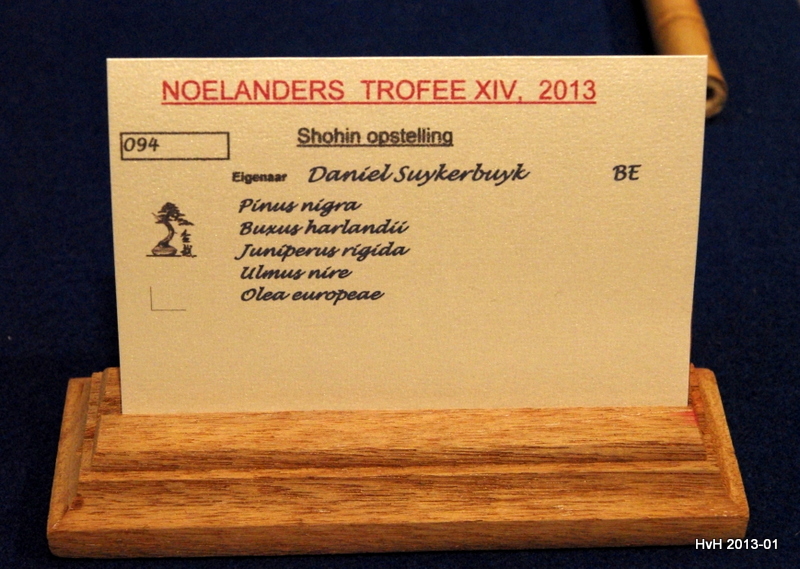 NOELANDERS TROFEE XIV, 2013
Shohin opstelling
094
Eigenaar Daniel Suykerbuyk BE
Pinus nigra
Buxus harlandii
Juniperus rigida
Ulmus nire
Olea europeae
HvH 2013-01